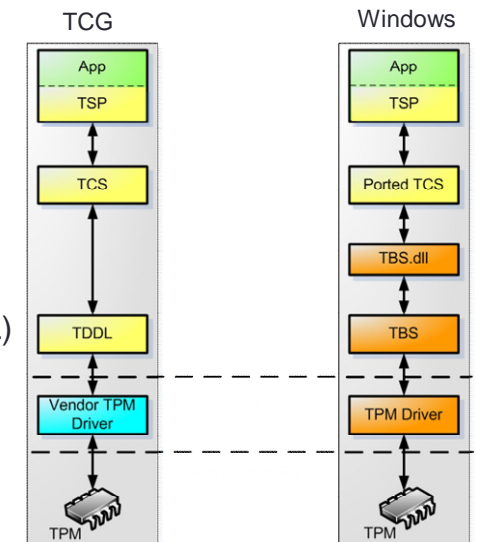 TCG
Windows
App
TSP
App
TSP
TCS
Ported TCS
TBS.dll
)
TDDL
TBS
Vendor TPM
Driver
TPM Driver
TPM
TPM